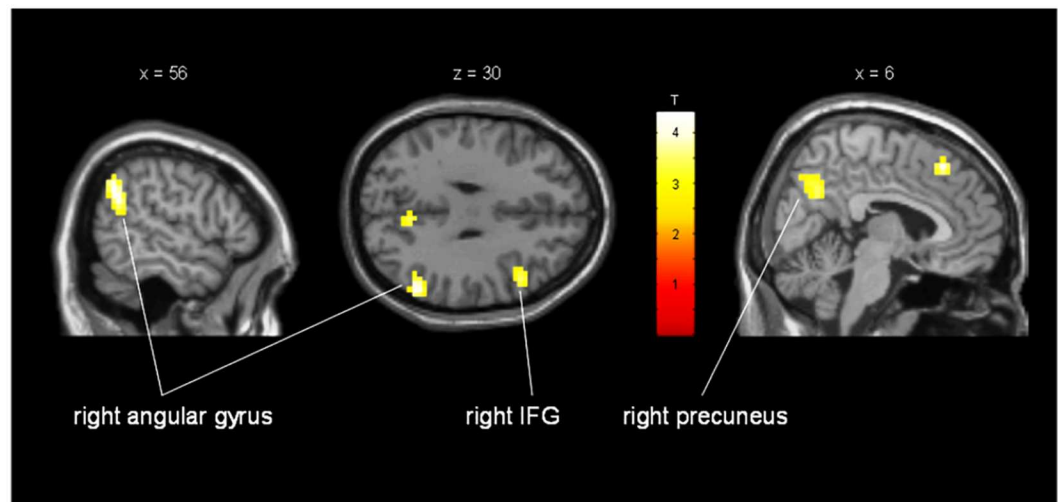 x = 56
z = 30
x = 6
T
4
3
2
1
right angular gyrus
right IFG
right precuneus